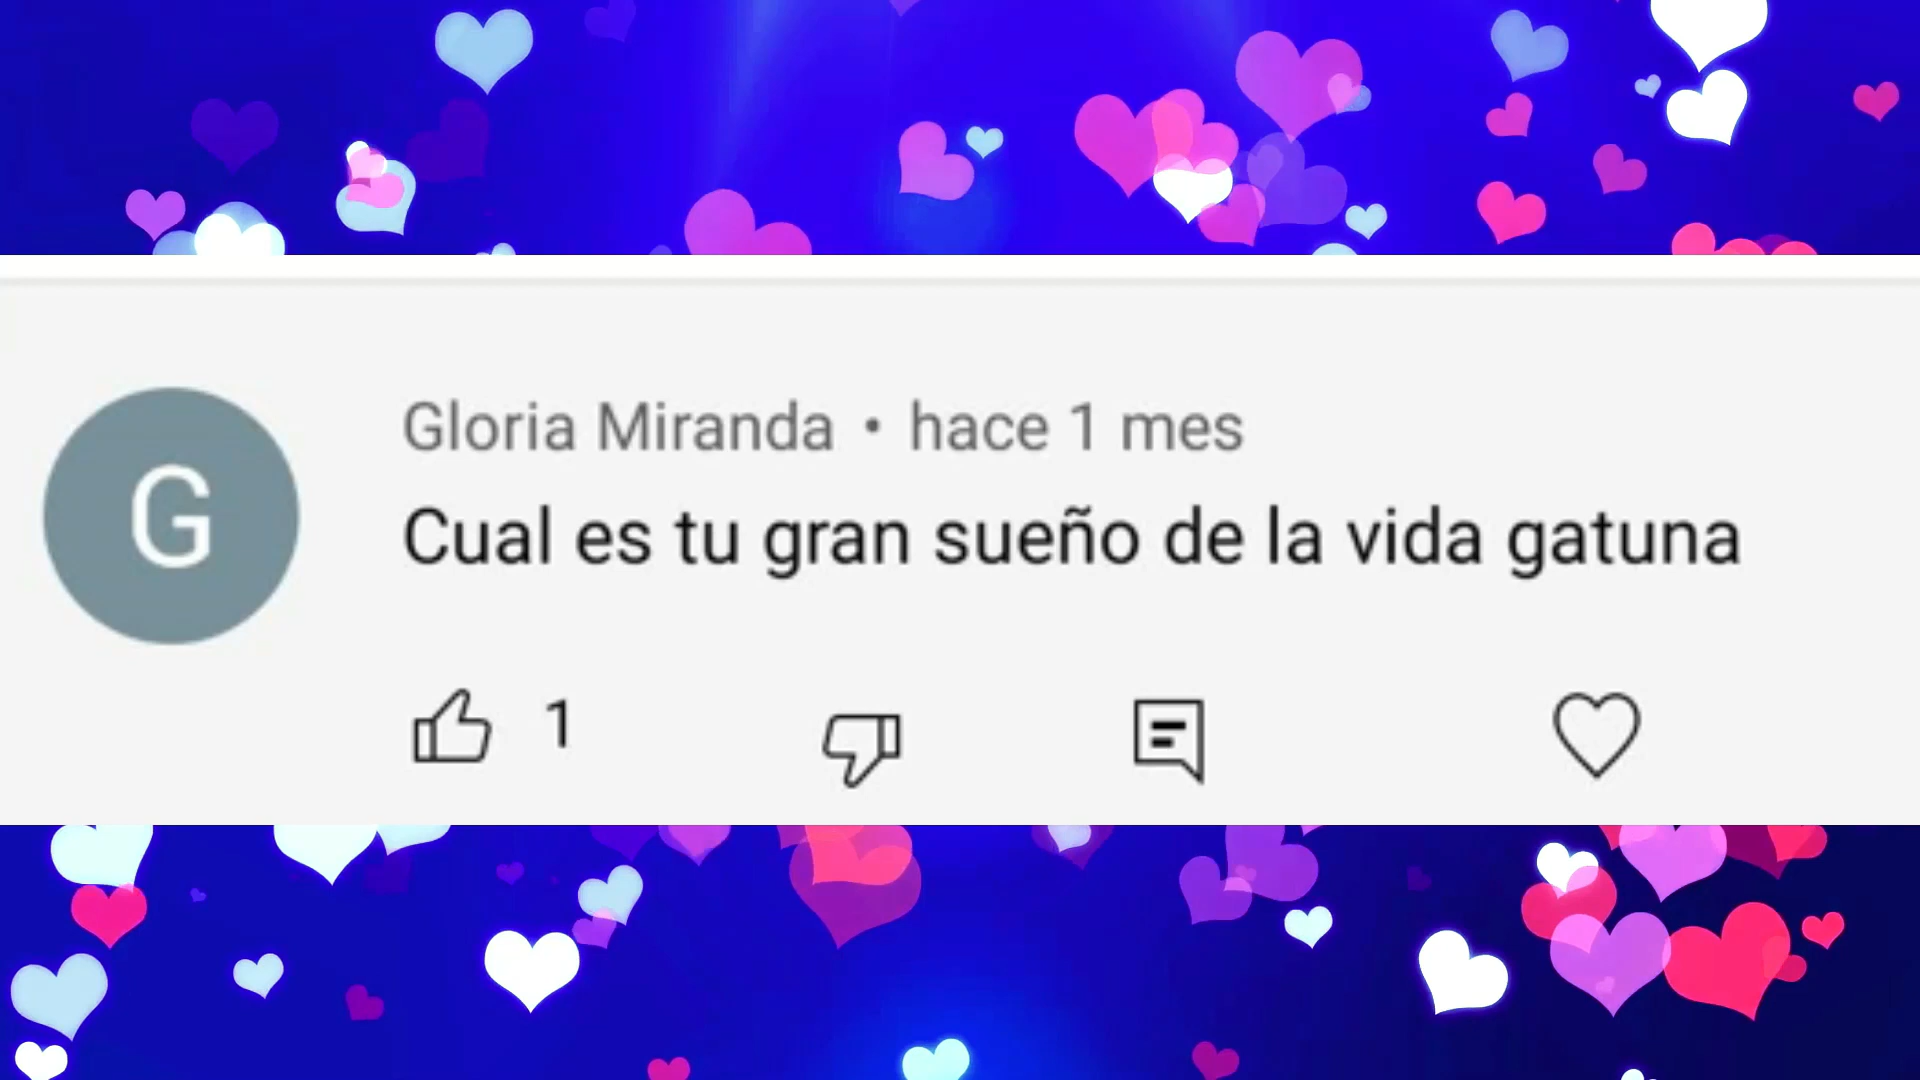 G
Gloria Miranda • hace 1 mes
Cual es tu gran sueño de la vida gatuna
1